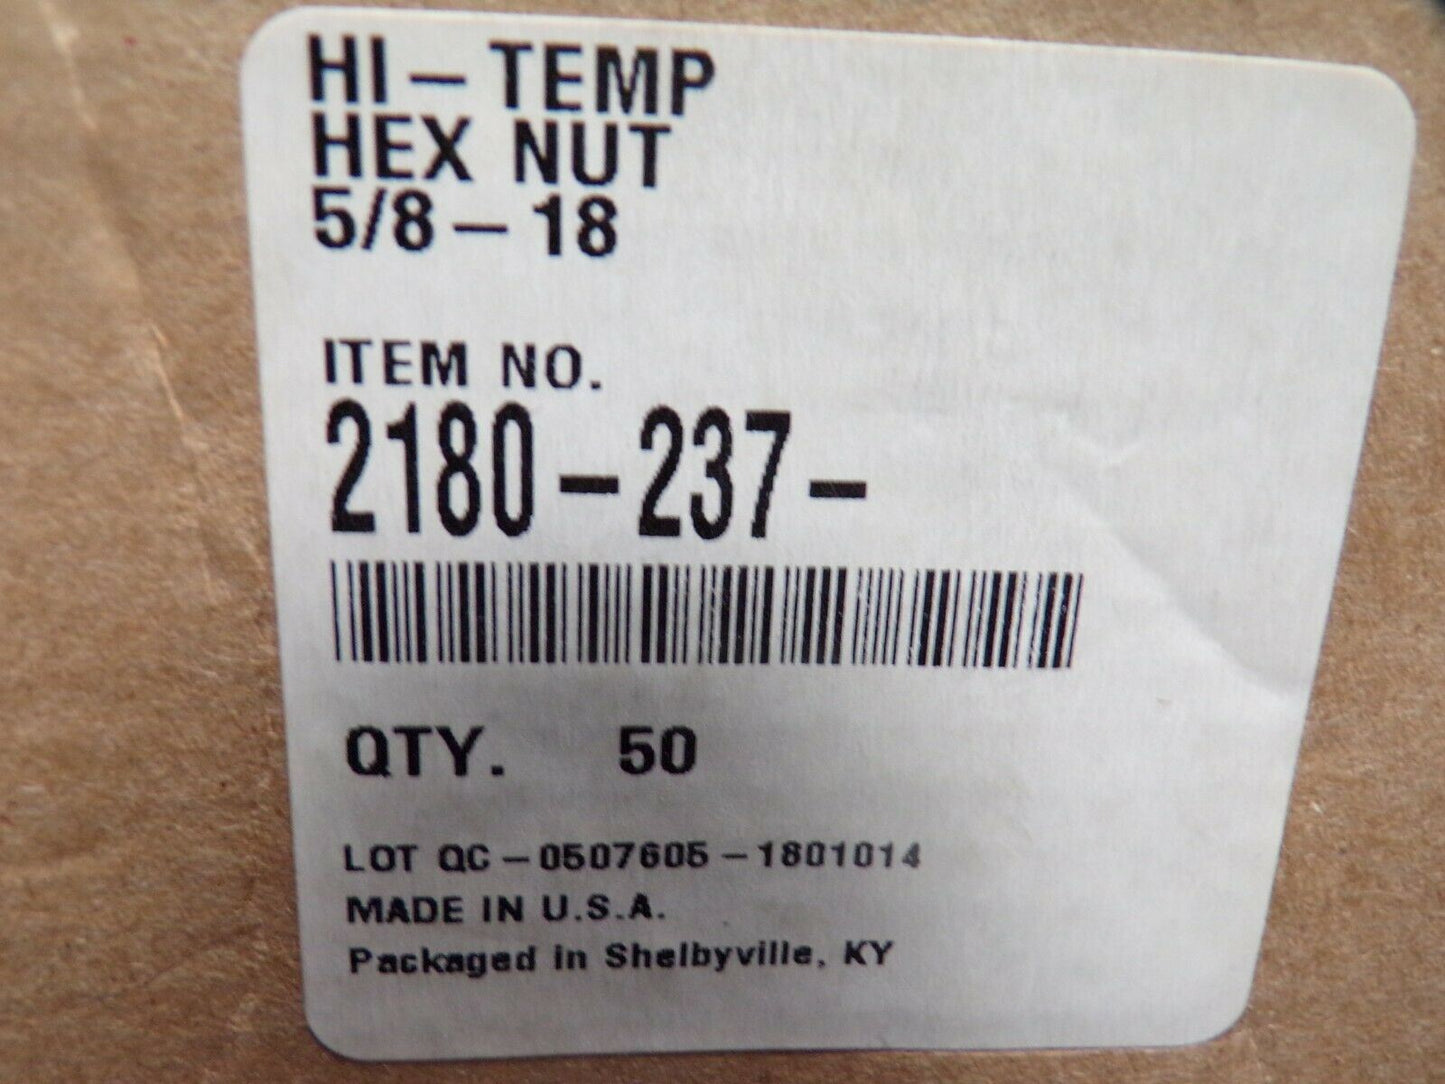 HI-TEMP
HEX NUT
5/8-18
ITEM NO.
2180-237-
QTY. 50
LOT QC-0507605-1801014
MADE IN U.S.A.
Packaged in Shelbyville, KY